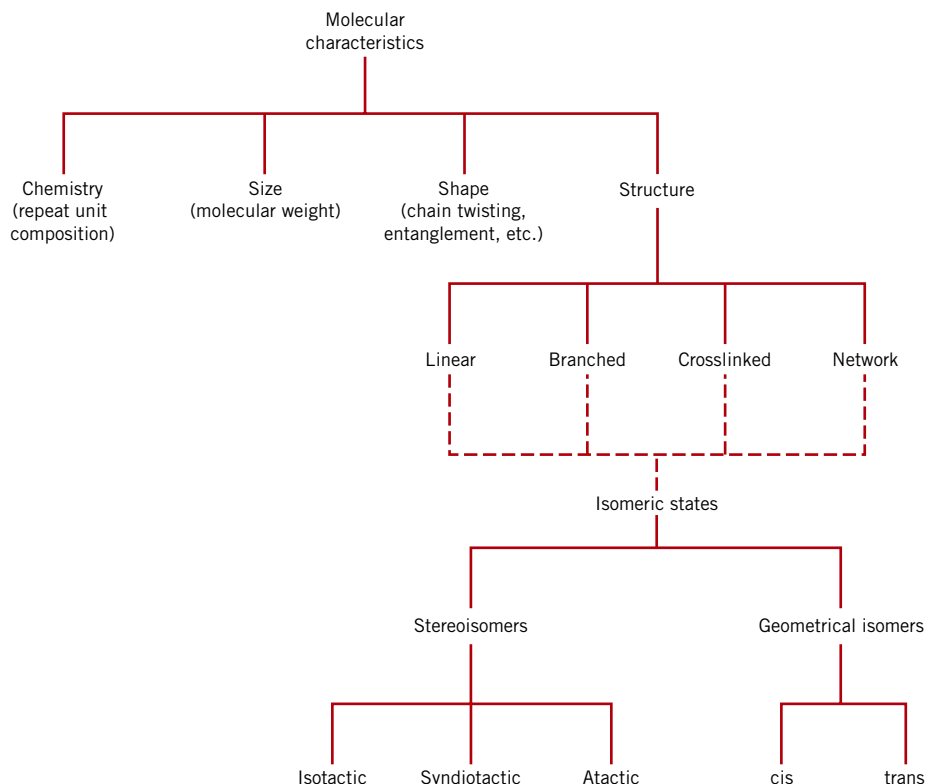 Molecular
characteristics
Chemistry
(repeat unit
composition)
Size
(molecular weight)
Shape
(chain twisting,
entanglement, etc.)
Structure
Linear
Branched
Crosslinked
Network
Isomeric states
Stereoisomers
Geometrical isomers
Isotactic
Syndiotactic
Atactic
cis
trans